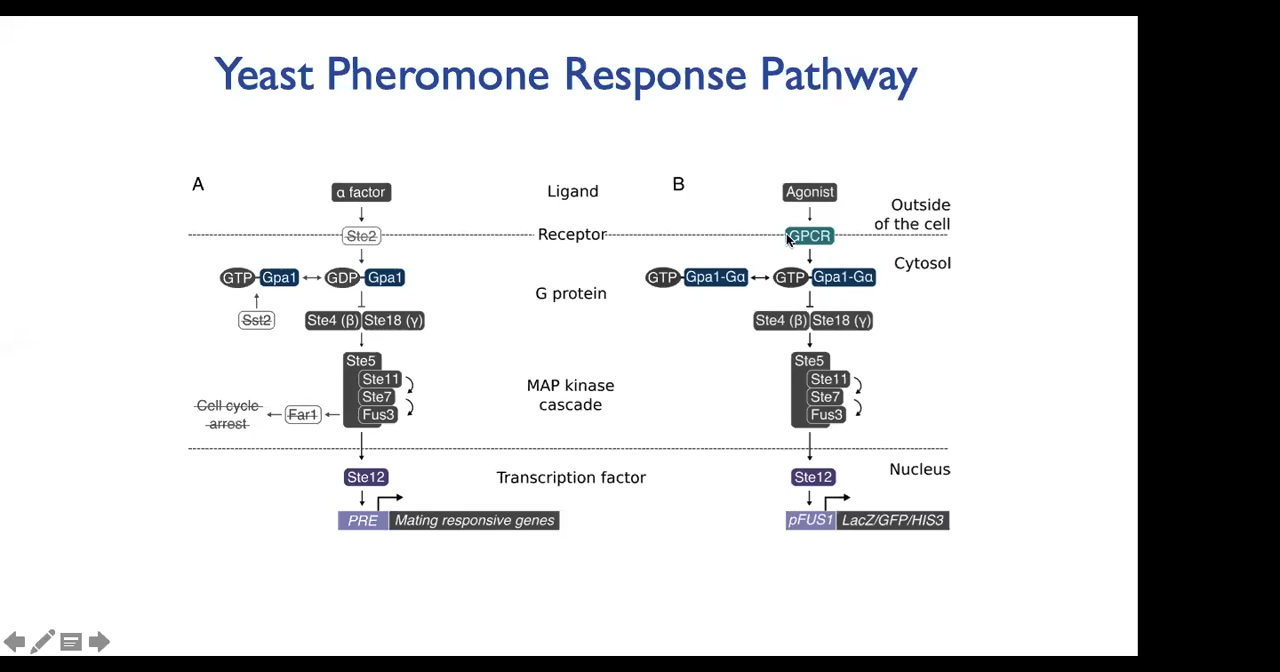 Yeast Pheromone Response Pathway
A
α factor
Ste2
GTP Gpa1 GDP Gpa1
Sst2
Ste4 (β) Ste18 (γ)
Ste5
Ste11
Ste7
Fus3
Far1
Cell cycle
arrest
Ste12
PRE Mating responsive genes
Ligand
Receptor
G protein
MAP kinase
cascade
Transcription factor
B
Agonist
GPCR
GTP Gpa1-Gα GTP Gpa1-Gα
Ste4 (β) Ste18 (γ)
Ste5
Ste11
Ste7
Fus3
Ste12
pFUS1 LacZ/GFP/HIS3
Outside
of the cell
Cytosol
Nucleus